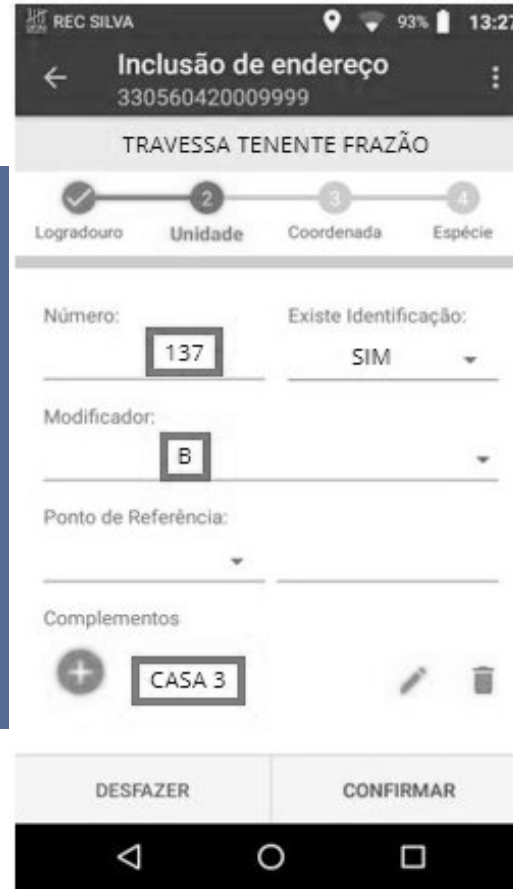 REC SILVA 93% 13:27
Inclusão de endereço
330560420009999
TRAVESSA TENENTE FRAZÃO
2 3 4
Logradouro Unidade Coordenada Espécie
Número: Existe Identificação:
137 SIM
Modificador:
B
Ponto de Referência:
Complementos
CASA 3
DESFAZER CONFIRMAR